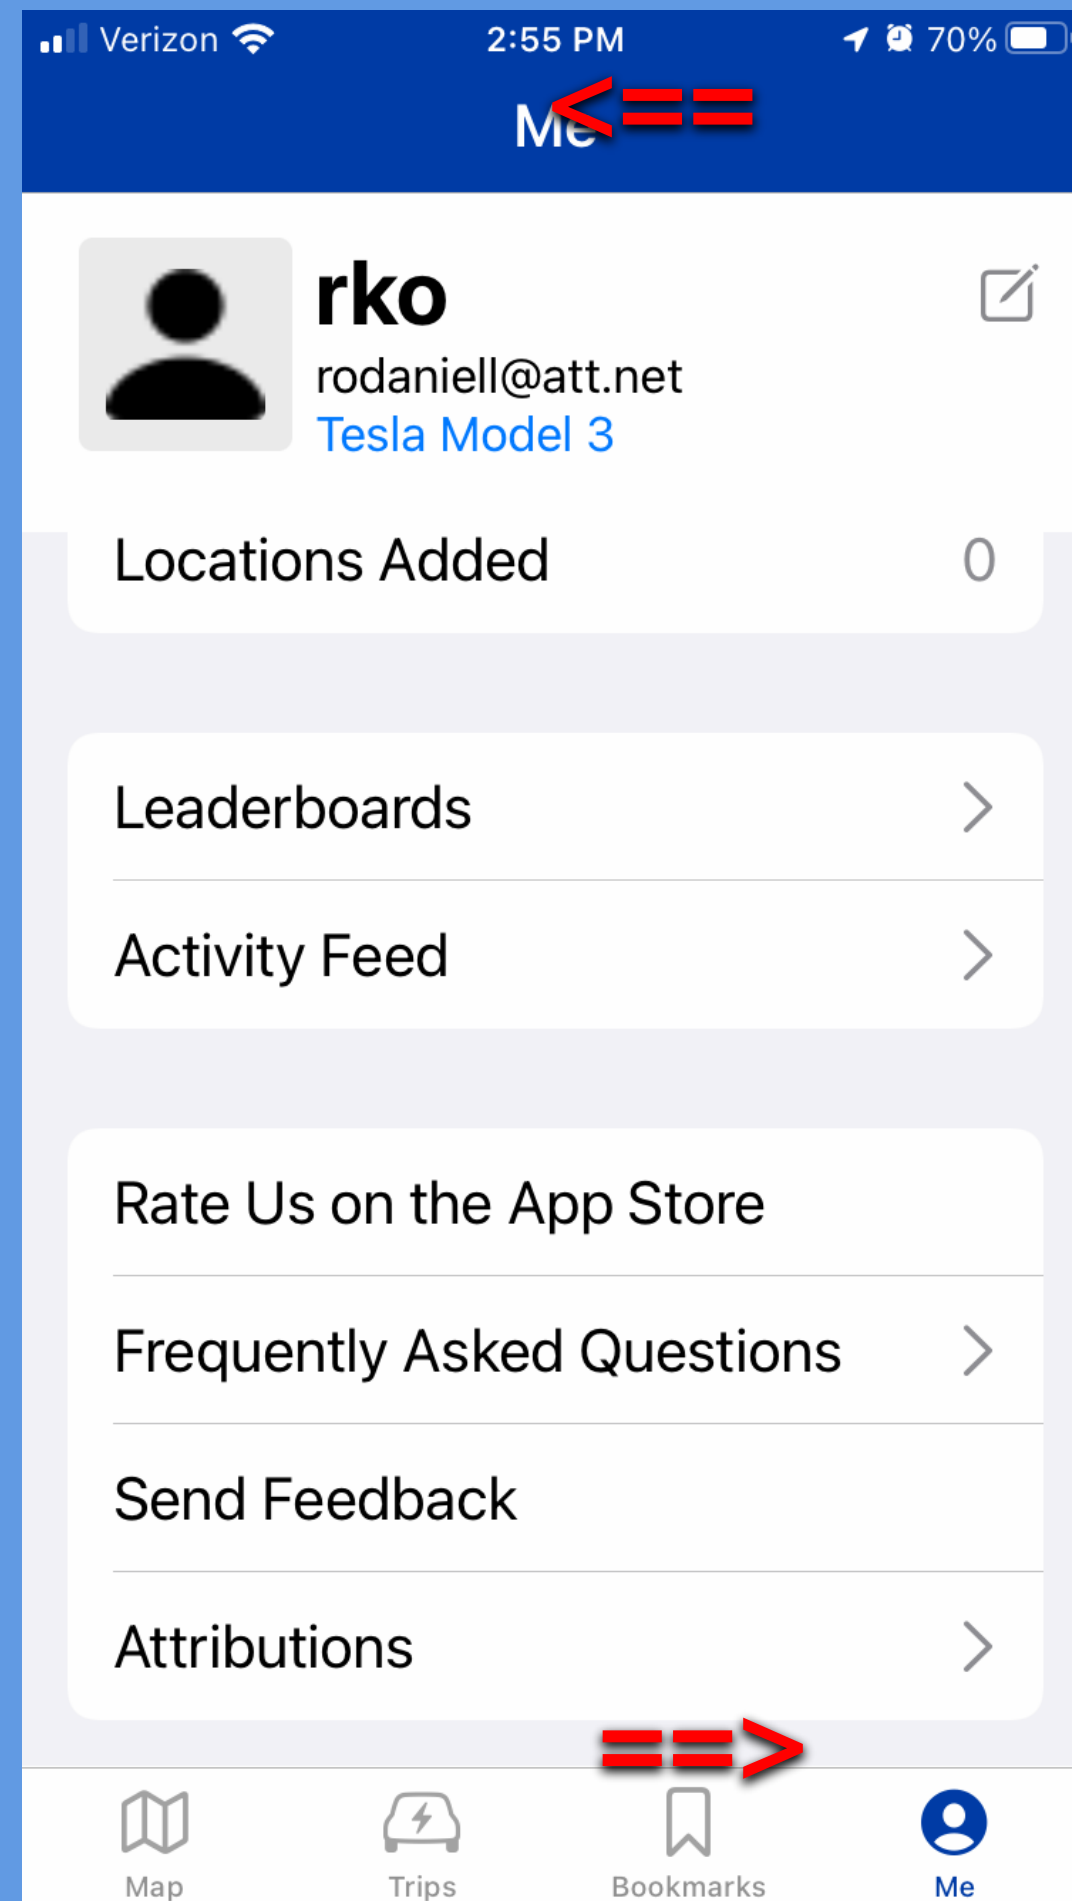 Verizon 2:55 PM 70%
Me <==
rko
rodaniell@att.net
Tesla Model 3
Locations Added 0
Leaderboards
Activity Feed
Rate Us on the App Store
Frequently Asked Questions
Send Feedback
Attributions
==>
Map Trips Bookmarks Me